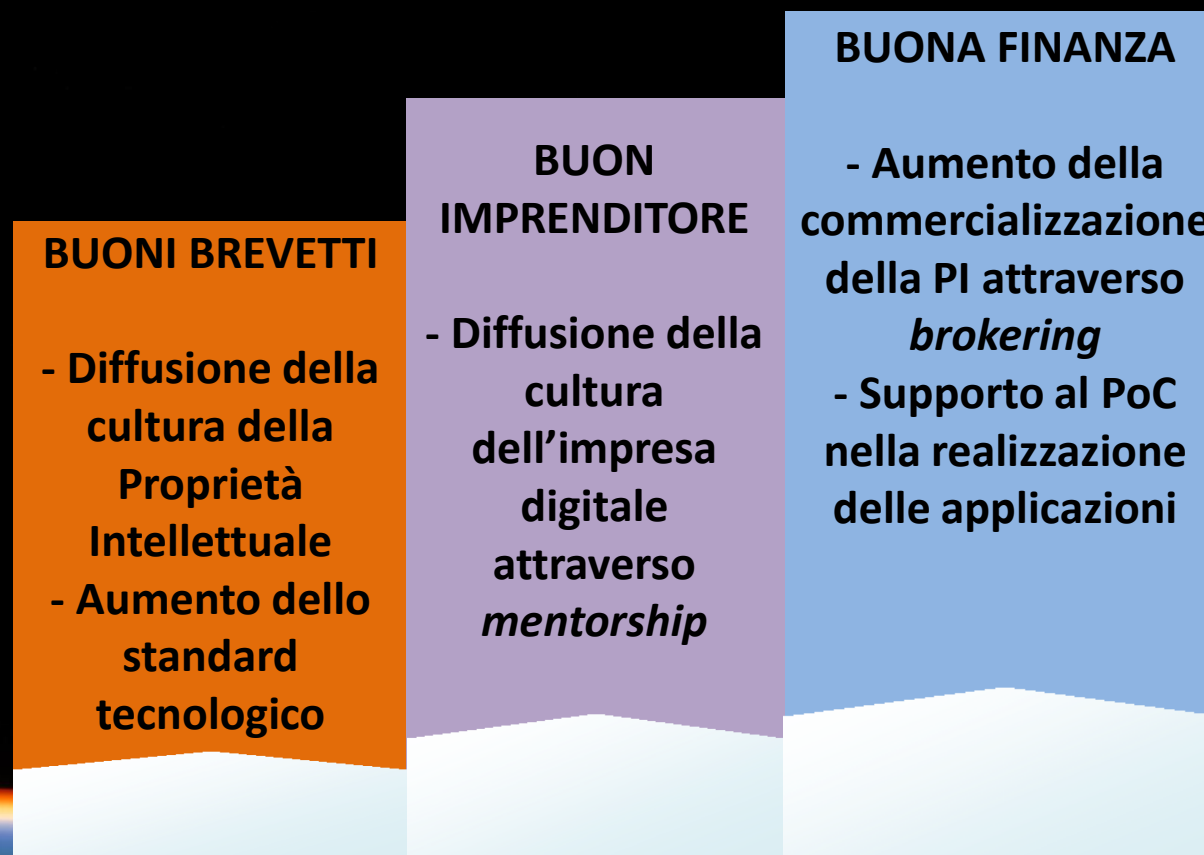 BUONI BREVETTI
- Diffusione della
cultura della
Proprietà
Intellettuale
- Aumento dello
standard
tecnologico
BUON
IMPRENDITORE
- Diffusione della
cultura
dell’impresa
digitale
attraverso
mentorship
BUONA FINANZA
- Aumento della
commercializzazione
della PI attraverso
brokering
- Supporto al PoC
nella realizzazione
delle applicazioni